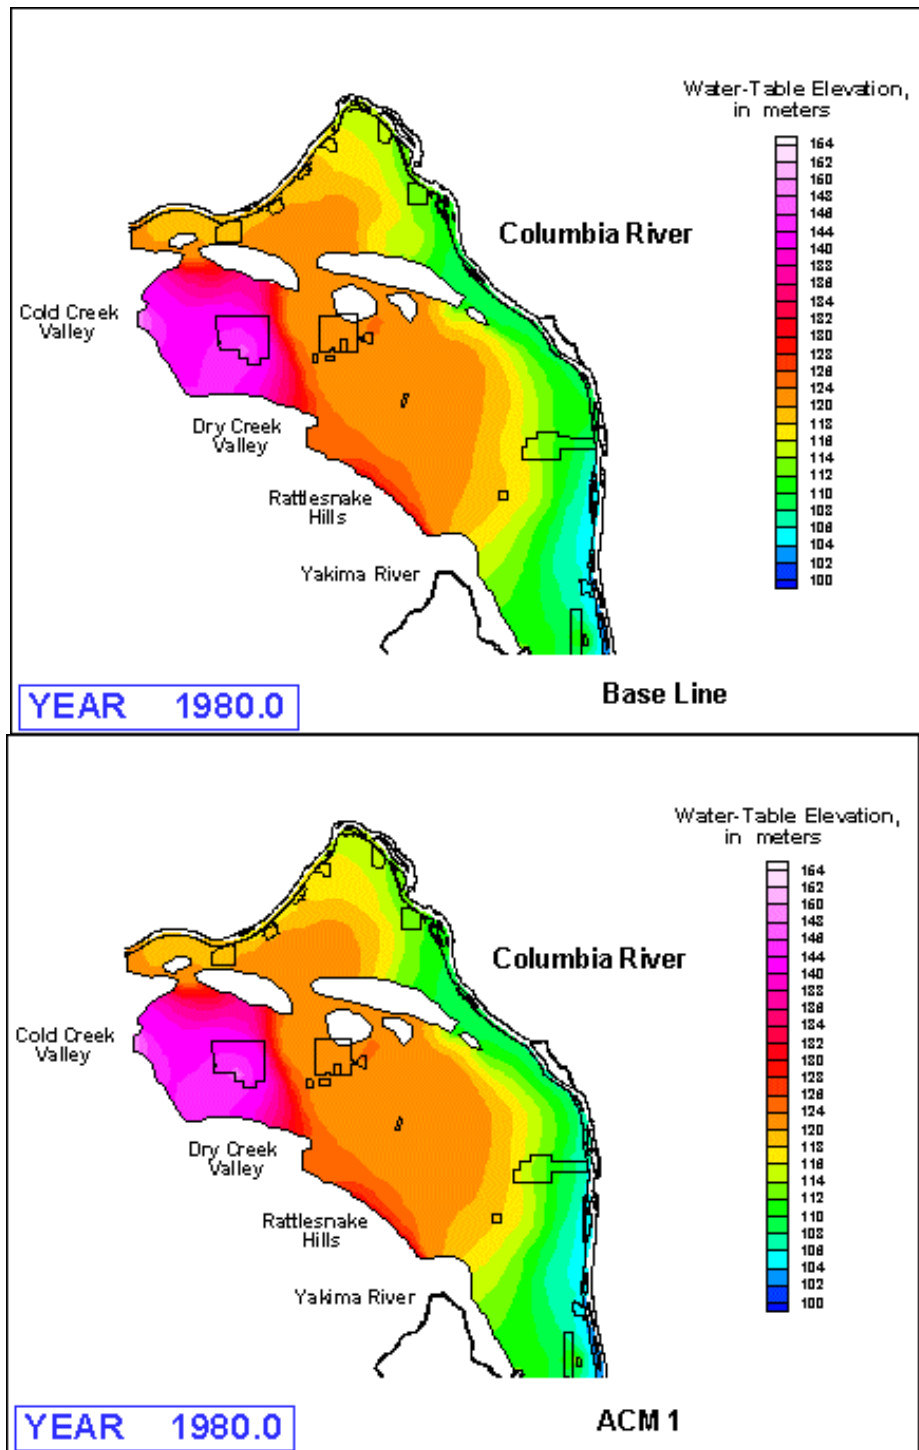 Water-Table Elevation,
in meters
164
162
160
148
146
144
140
138
136
134
132
130
128
124
120
118
116
114
112
110
108
106
104
102
100
Columbia River
Cold Creek
Valley
Dry Creek
Valley
Rattlesnake
Hills
Yakima River
Base Line
YEAR 1980.0
Water-Table Elevation,
in meters
164
162
160
148
146
144
140
138
136
134
132
130
128
124
120
118
116
114
112
110
108
106
104
102
100
Columbia River
Cold Creek
Valley
Dry Creek
Valley
Rattlesnake
Hills
Yakima River
ACM 1
YEAR 1980.0